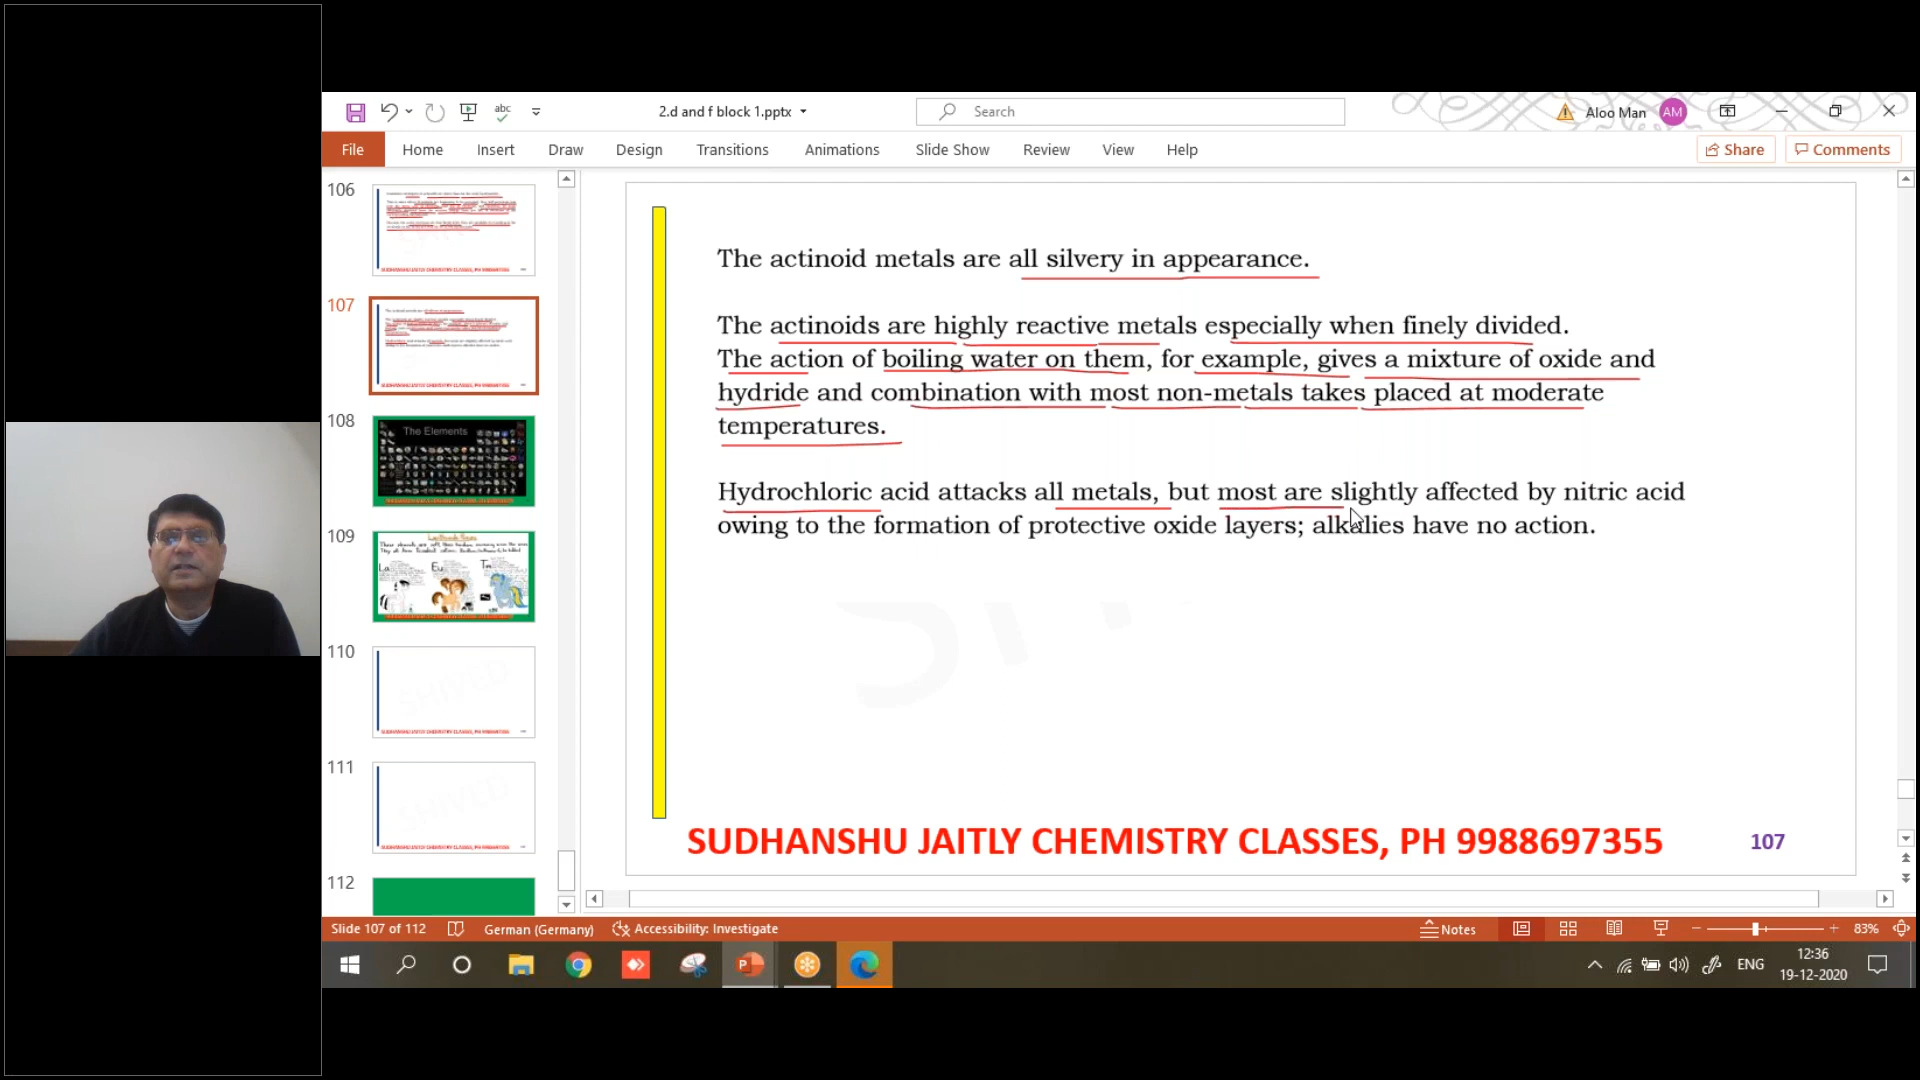 abc
2.d and f block 1.pptx
Search
Aloo Man
AM
File
Home
Insert
Draw
Design
Transitions
Animations
Slide Show
Review
View
Help
Share
Comments
106
107
108
The Elements
109
La
Eu
Tm
110
111
112
The actinoid metals are all silvery in appearance.
The actinoids are highly reactive metals especially when finely divided.
The action of boiling water on them, for example, gives a mixture of oxide and
hydride and combination with most non-metals takes placed at moderate
temperatures.
Hydrochloric acid attacks all metals, but most are slightly affected by nitric acid
owing to the formation of protective oxide layers; alkalies have no action.
SUDHANSHU JAITLY CHEMISTRY CLASSES, PH 9988697355
107
Slide 107 of 112
German (Germany)
Accessibility: Investigate
Notes
83%
ENG
12:36
19-12-2020